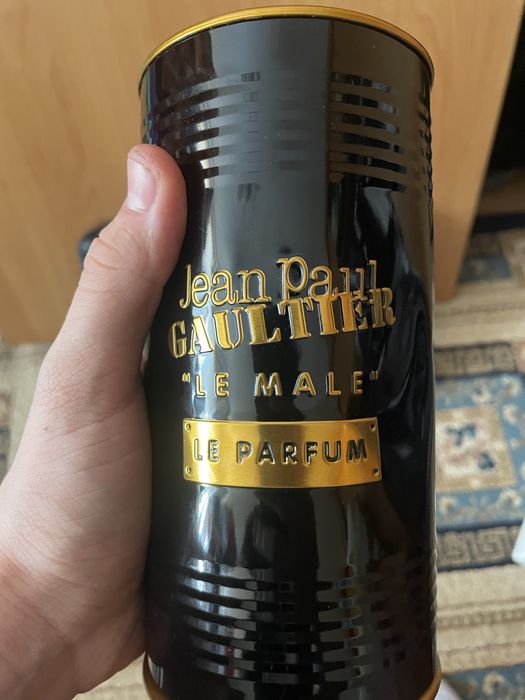 Jean Paul
GAULTIER
"LE MALE"
LE PARFUM